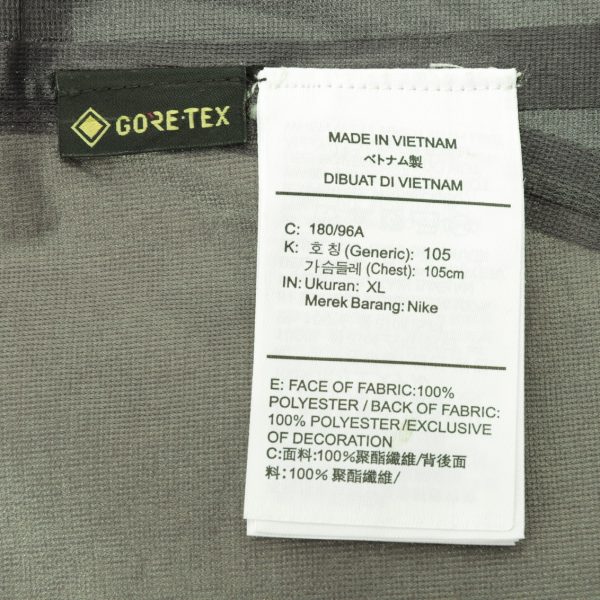 GORE-TEX
MADE IN VIETNAM
ベトナム製
DIBUAT DI VIETNAM
C: 180/96A
K: 호 칭 (Generic): 105
가슴들레 (Chest): 105cm
IN: Ukuran: XL
Merek Barang: Nike
E: FACE OF FABRIC:100%
POLYESTER / BACK OF FABRIC:
100% POLYESTER/EXCLUSIVE
OF DECORATION
C:面料:100%聚酯纖維/背後面
料:100%聚酯纖維/